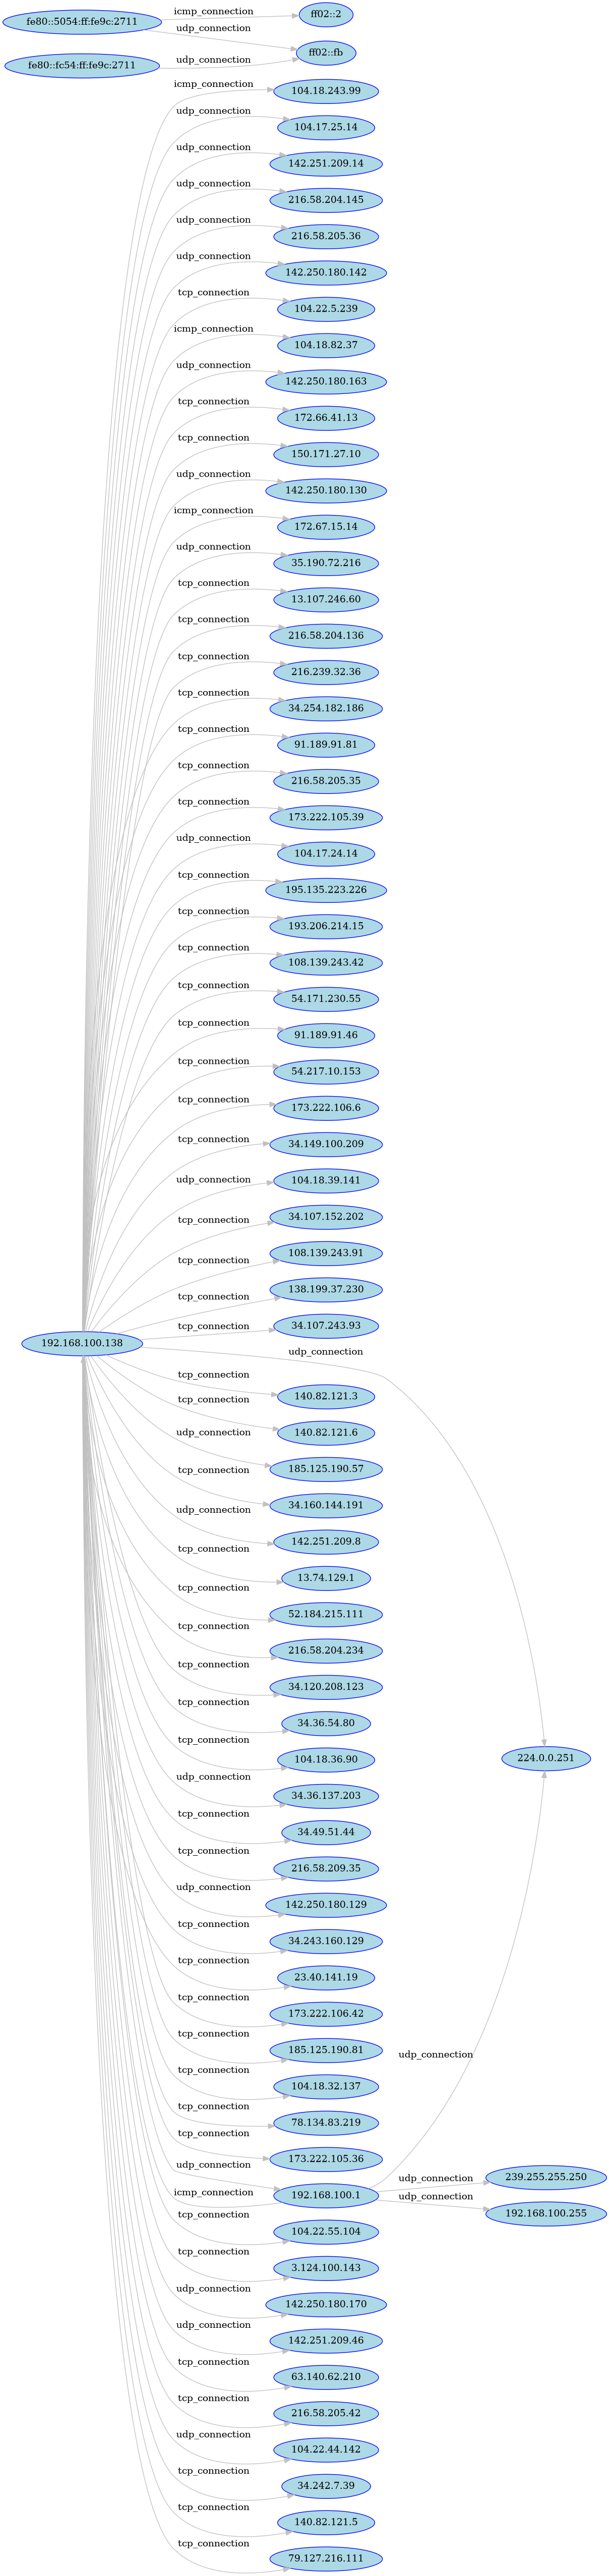 fe80::5054:ff:fe9c:2711
icmp_connection
ff02::2
udp_connection
ff02::fb
fe80::fc54:ff:fe9c:2711
udp_connection
icmp_connection
104.18.243.99
udp_connection
104.17.25.14
udp_connection
142.251.209.14
udp_connection
216.58.204.145
udp_connection
216.58.205.36
udp_connection
142.250.180.142
tcp_connection
104.22.5.239
icmp_connection
104.18.82.37
udp_connection
142.250.180.163
tcp_connection
172.66.41.13
tcp_connection
150.171.27.10
udp_connection
142.250.180.130
icmp_connection
172.67.15.14
udp_connection
35.190.72.216
tcp_connection
13.107.246.60
tcp_connection
216.58.204.136
tcp_connection
216.239.32.36
tcp_connection
34.254.182.186
tcp_connection
91.189.91.81
tcp_connection
216.58.205.35
tcp_connection
173.222.105.39
udp_connection
104.17.24.14
tcp_connection
195.135.223.226
tcp_connection
193.206.214.15
tcp_connection
108.139.243.42
tcp_connection
54.171.230.55
tcp_connection
91.189.91.46
tcp_connection
54.217.10.153
tcp_connection
173.222.106.6
tcp_connection
34.149.100.209
udp_connection
104.18.39.141
tcp_connection
34.107.152.202
tcp_connection
108.139.243.91
tcp_connection
138.199.37.230
tcp_connection
34.107.243.93
192.168.100.138
udp_connection
tcp_connection
140.82.121.3
tcp_connection
140.82.121.6
udp_connection
185.125.190.57
tcp_connection
34.160.144.191
udp_connection
142.251.209.8
tcp_connection
13.74.129.1
tcp_connection
52.184.215.111
tcp_connection
216.58.204.234
tcp_connection
34.120.208.123
tcp_connection
34.36.54.80
tcp_connection
104.18.36.90
224.0.0.251
udp_connection
34.36.137.203
tcp_connection
34.49.51.44
tcp_connection
216.58.209.35
udp_connection
142.250.180.129
tcp_connection
34.243.160.129
tcp_connection
23.40.141.19
tcp_connection
173.222.106.42
tcp_connection
185.125.190.81
udp_connection
tcp_connection
104.18.32.137
tcp_connection
78.134.83.219
tcp_connection
173.222.105.36
udp_connection
192.168.100.1
icmp_connection
udp_connection
239.255.255.250
udp_connection
192.168.100.255
tcp_connection
104.22.55.104
tcp_connection
3.124.100.143
udp_connection
142.250.180.170
udp_connection
142.251.209.46
tcp_connection
63.140.62.210
tcp_connection
216.58.205.42
udp_connection
104.22.44.142
tcp_connection
34.242.7.39
tcp_connection
140.82.121.5
tcp_connection
79.127.216.111